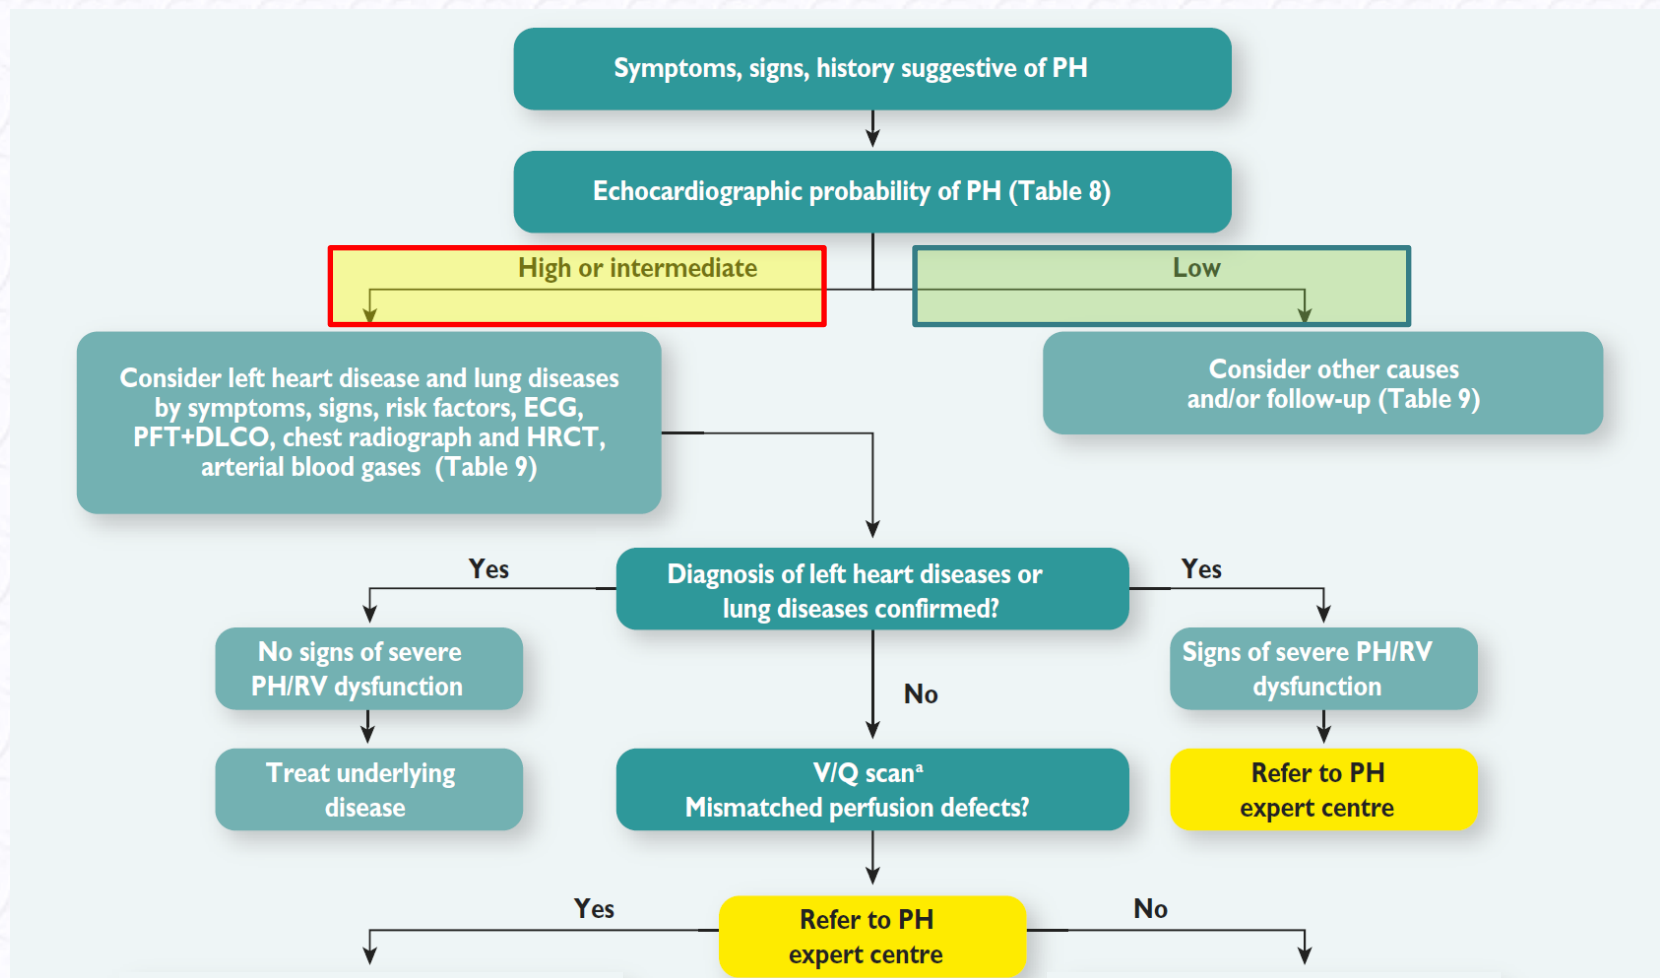 Symptoms, signs, history suggestive of PH
Echocardiographic probability of PH (Table 8)
High or intermediate
Low
Consider left heart disease and lung diseases
by symptoms, signs, risk factors, ECG,
PFT+DLCO, chest radiograph and HRCT,
arterial blood gases (Table 9)
Consider other causes
and/or follow-up (Table 9)
Yes
Diagnosis of left heart diseases or
lung diseases confirmed?
Yes
No signs of severe
PH/RV dysfunction
Signs of severe PH/RV
dysfunction
No
Treat underlying
disease
V/Q scanª
Mismatched perfusion defects?
Refer to PH
expert centre
Yes
Refer to PH
expert centre
No